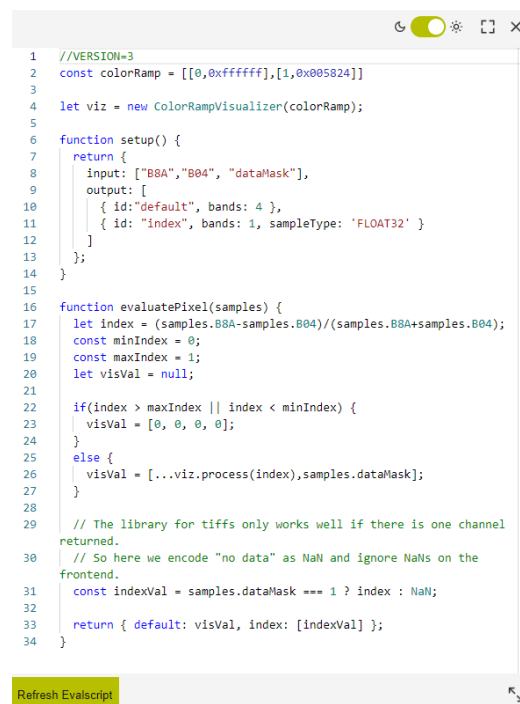 1 //VERSION=3
2 const colorRamp = [[0,0xffffff],[1,0x005824]]
3
4 let viz = new ColorRampVisualizer(colorRamp);
5
6 function setup() {
7   return {
8     input: ["B8A","B04", "dataMask"],
9     output: [
10       { id:"default", bands: 4 },
11       { id: "index", bands: 1, sampleType: 'FLOAT32' }
12     ]
13   };
14 }
15
16 function evaluatePixel(samples) {
17   let index = (samples.B8A-samples.B04)/(samples.B8A+samples.B04);
18   const minIndex = 0;
19   const maxIndex = 1;
20   let visVal = null;
21
22   if(index > maxIndex || index < minIndex) {
23     visVal = [0, 0, 0, 0];
24   }
25   else {
26     visVal = [...viz.process(index),samples.dataMask];
27   }
28
29   // The library for tiffs only works well if there is one channel
returned.
30   // So here we encode "no data" as NaN and ignore NaNs on the
frontend.
31   const indexVal = samples.dataMask === 1 ? index : NaN;
32
33   return { default: visVal, index: [indexVal] };
34 }
Refresh Evalscript